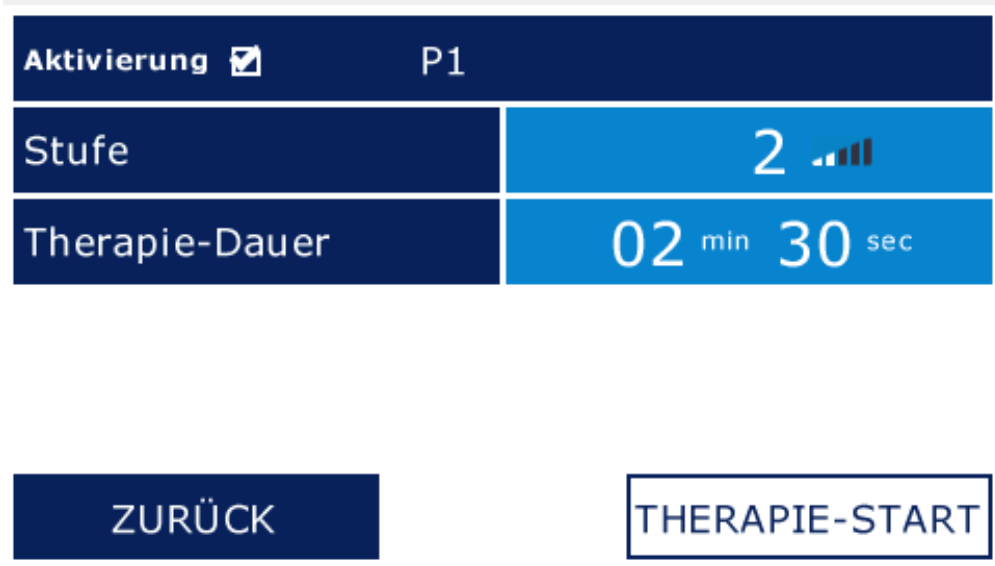 Aktivierung P1
Stufe 2
Therapie-Dauer 02 min 30 sec
ZURÜCK THERAPIE-START